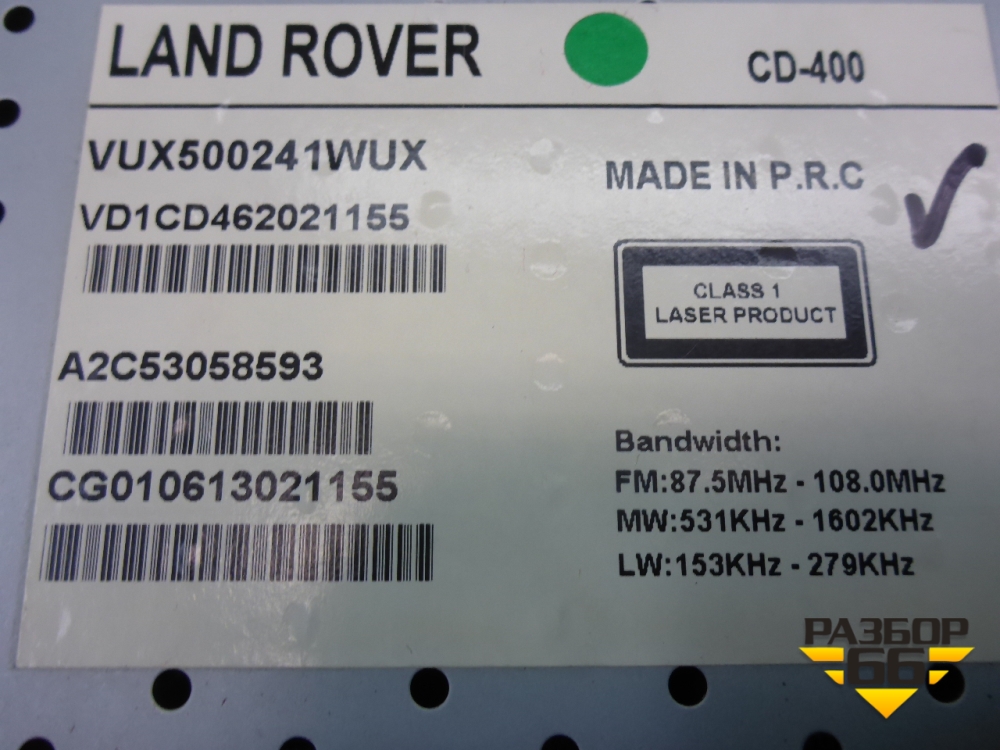 LAND ROVER
CD-400
VUX500241WUX
VD1CD462021155
MADE IN P.R.C
CLASS 1
LASER PRODUCT
A2C53058593
CG010613021155
Bandwidth:
FM:87.5MHz - 108.0MHz
MW:531KHz - 1602KHz
LW:153KHz - 279KHz
РАЗБОР
66